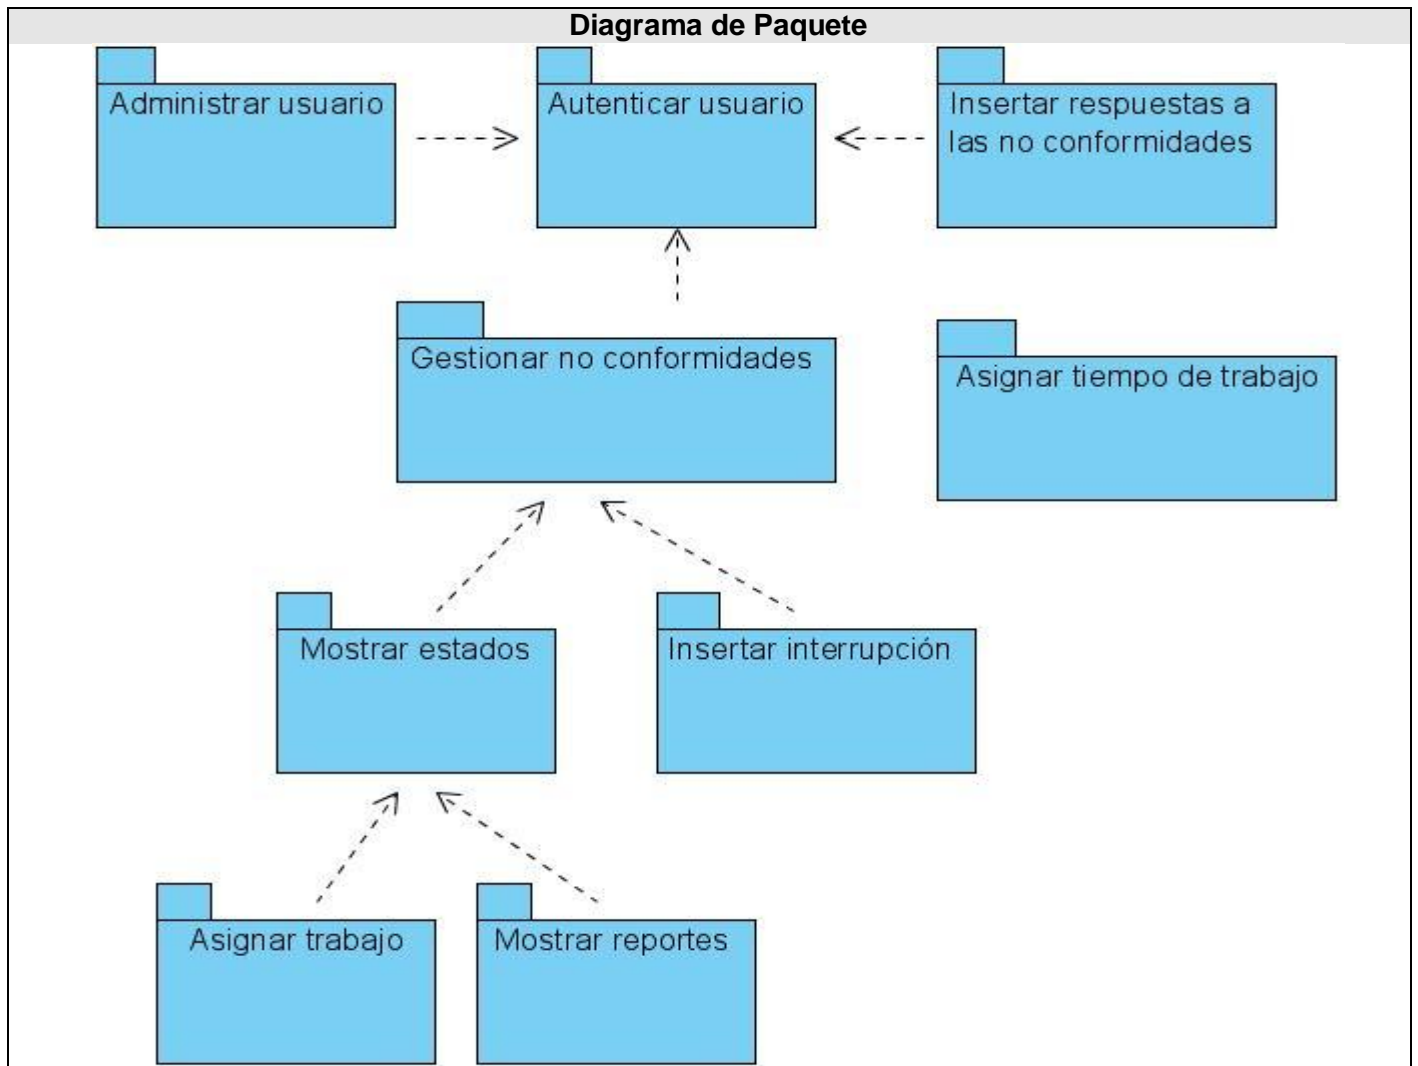 Diagrama de Paquete
Administrar usuario
Autenticar usuario
Insertar respuestas a
las no conformidades
Gestionar no conformidades
Asignar tiempo de trabajo
Mostrar estados
Insertar interrupción
Asignar trabajo
Mostrar reportes